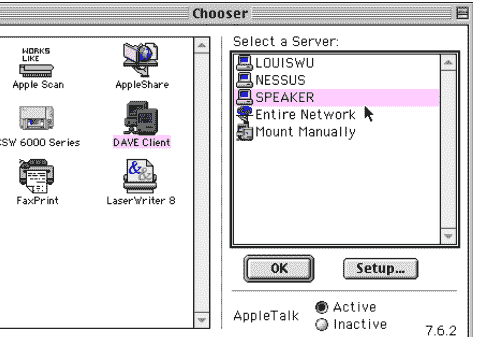 Chooser
WORKS
LIKE
Apple Scan
AppleShare
CSW 6000 Series
DAVE Client
&
&
FaxPrint
LaserWriter 8
Select a Server:
LOUISWU
NESSUS
SPEAKER
Entire Network
Mount Manually
OK
Setup...
AppleTalk
Active
Inactive
7.6.2